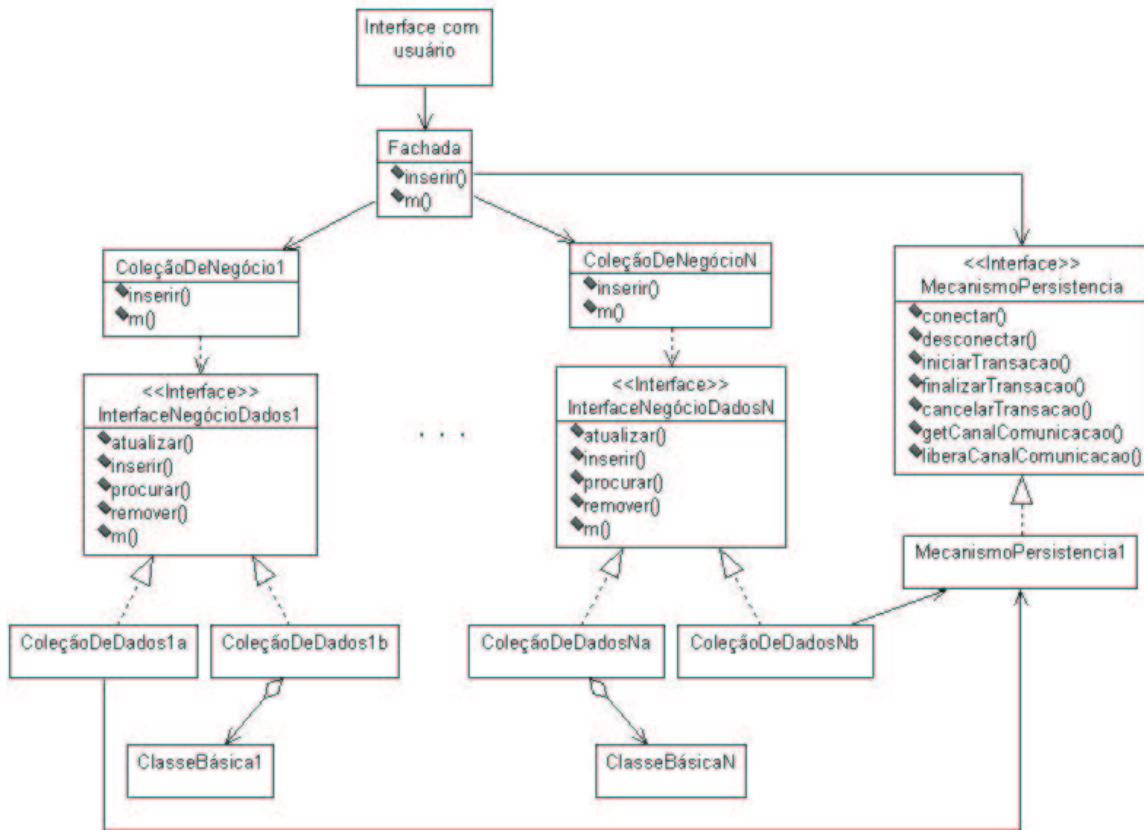 Interface com
usuário
Fachada
inserir()
m()
ColeçãoDeNegócio1
inserir()
m()
ColeçãoDeNegócioN
inserir()
m()
<<Interface>>
MecanismoPersistencia
conectar()
desconectar()
iniciarTransacao()
finalizarTransacao()
cancelarTransacao()
getCanalComunicacao()
liberaCanalComunicacao()
<<Interface>>
InterfaceNegócioDados1
atualizar()
inserir()
procurar()
remover()
m()
. . .
<<Interface>>
InterfaceNegócioDadosN
atualizar()
inserir()
procurar()
remover()
m()
MecanismoPersistencia1
ColeçãoDeDados1a
ColeçãoDeDados1b
ColeçãoDeDadosNa
ColeçãoDeDadosNb
ClasseBásica1
ClasseBásicaN